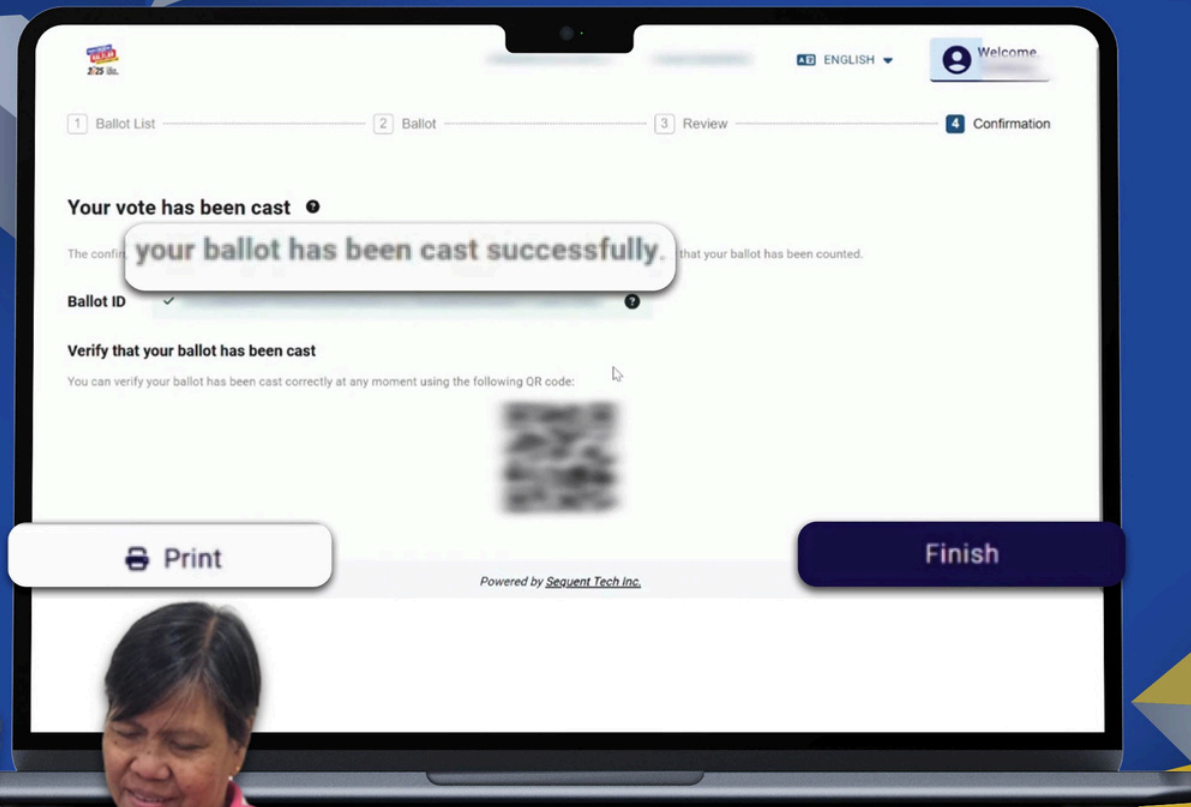 2025
ENGLISH
Welcome,
1 Ballot List
2 Ballot
3 Review
4 Confirmation
Your vote has been cast
The confir
your ballot has been cast successfully.
that your ballot has been counted.
Ballot ID
Verify that your ballot has been cast
You can verify your ballot has been cast correctly at any moment using the following QR code:
Print
Finish
Powered by Sequent Tech Inc.